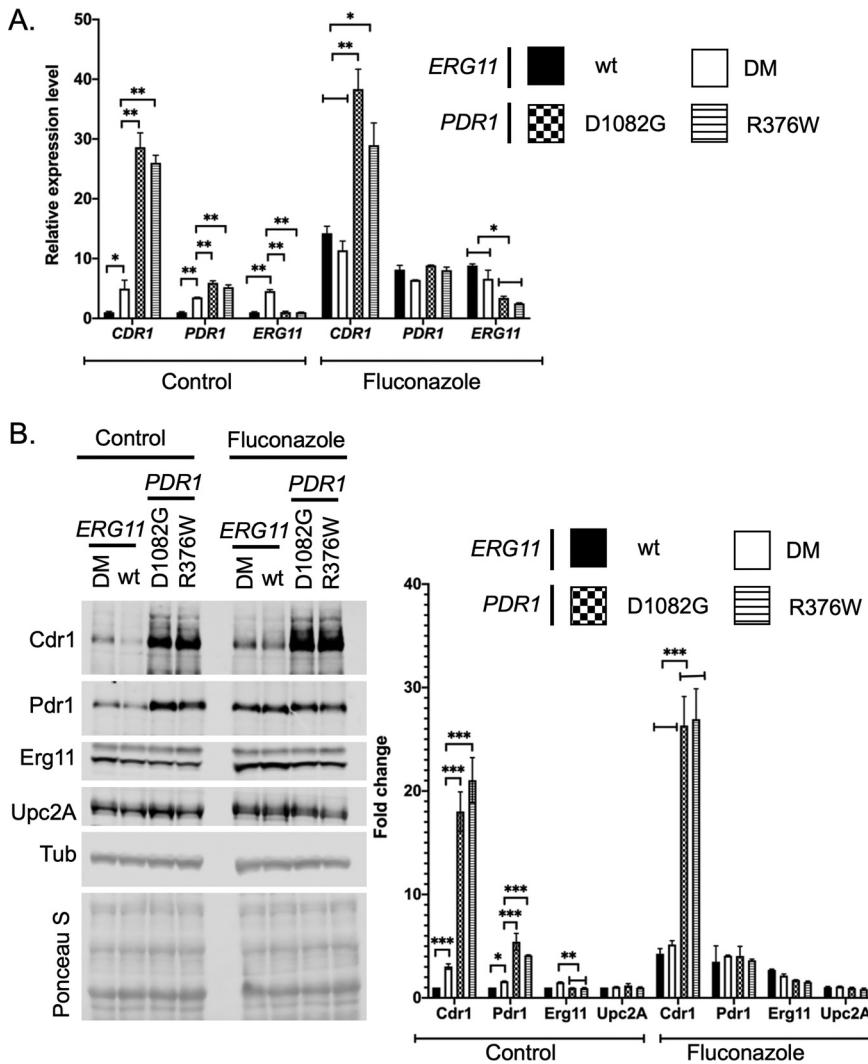 A.
50
40
30
20
10
0
Relative expression level
** ** * ** ** ** ** ** ** * ** *
CDR1 PDR1 ERG11 CDR1 PDR1 ERG11
Control Fluconazole
ERG11 wt DM
PDR1 D1082G R376W
B.
Control Fluconazole
PDR1 PDR1
ERG11 ERG11
DM wt D1082G R376W DM wt D1082G R376W
Cdr1
Pdr1
Erg11
Upc2A
Tub
Ponceau S
ERG11 wt DM
PDR1 D1082G R376W
40
30
20
10
0
Fold change
*** *** *** * *** *** ** ***
Cdr1 Pdr1 Erg11 Upc2A Cdr1 Pdr1 Erg11 Upc2A
Control Fluconazole